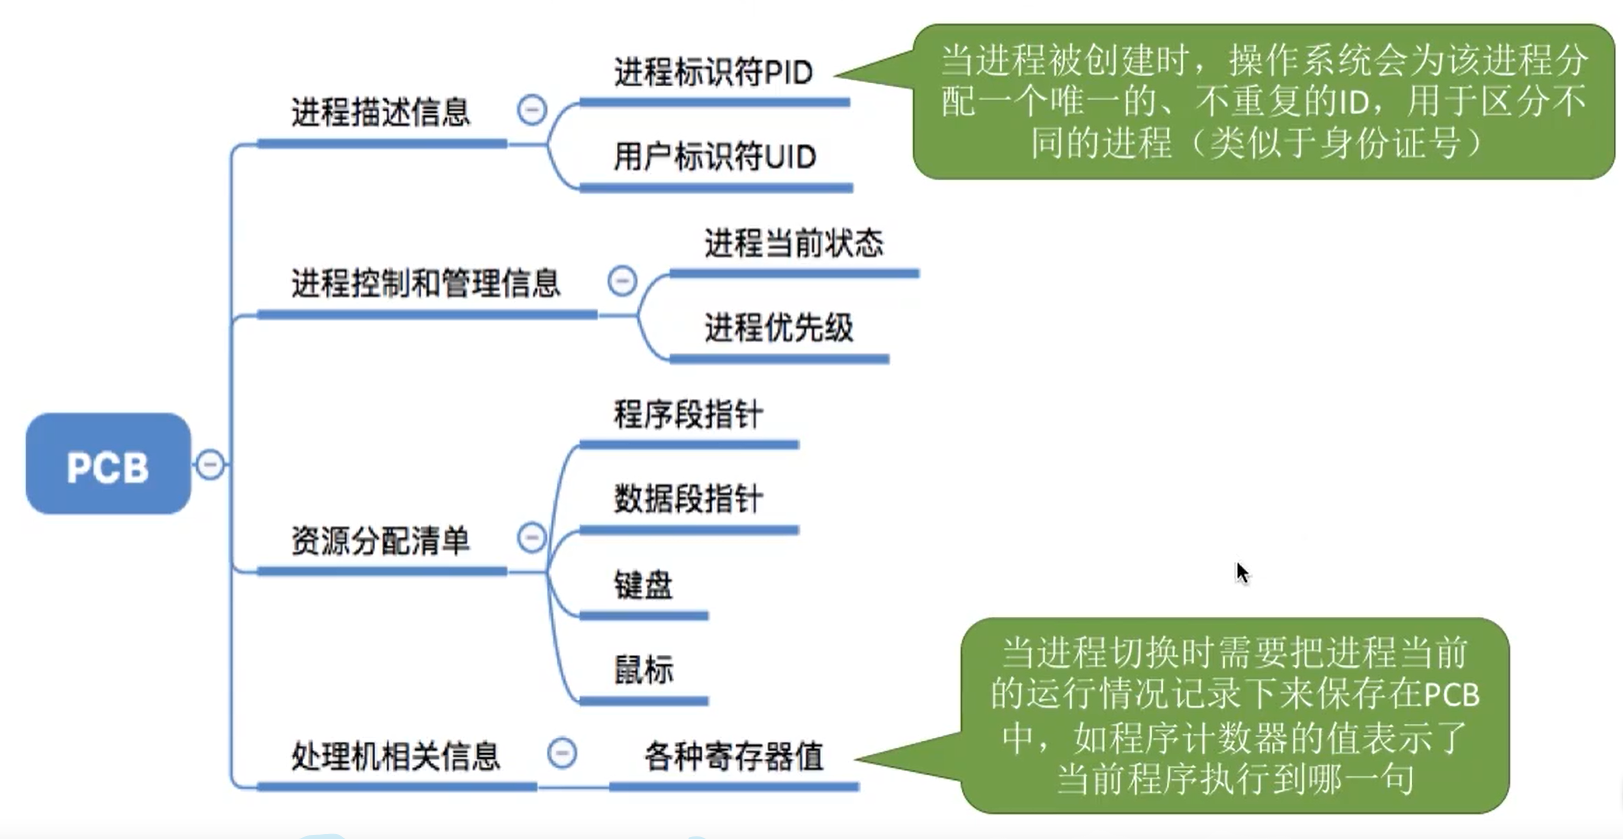 进程标识符PID
当进程被创建时，操作系统会为该进程分
配一个唯一的、不重复的ID，用于区分不
同的进程（类似于身份证号）
进程描述信息
用户标识符UID
进程当前状态
进程控制和管理信息
进程优先级
程序段指针
PCB
数据段指针
资源分配清单
键盘
鼠标
当进程切换时需要把进程当前
的运行情况记录下来保存在PCB
中，如程序计数器的值表示了
当前程序执行到哪一句
处理机相关信息
各种寄存器值